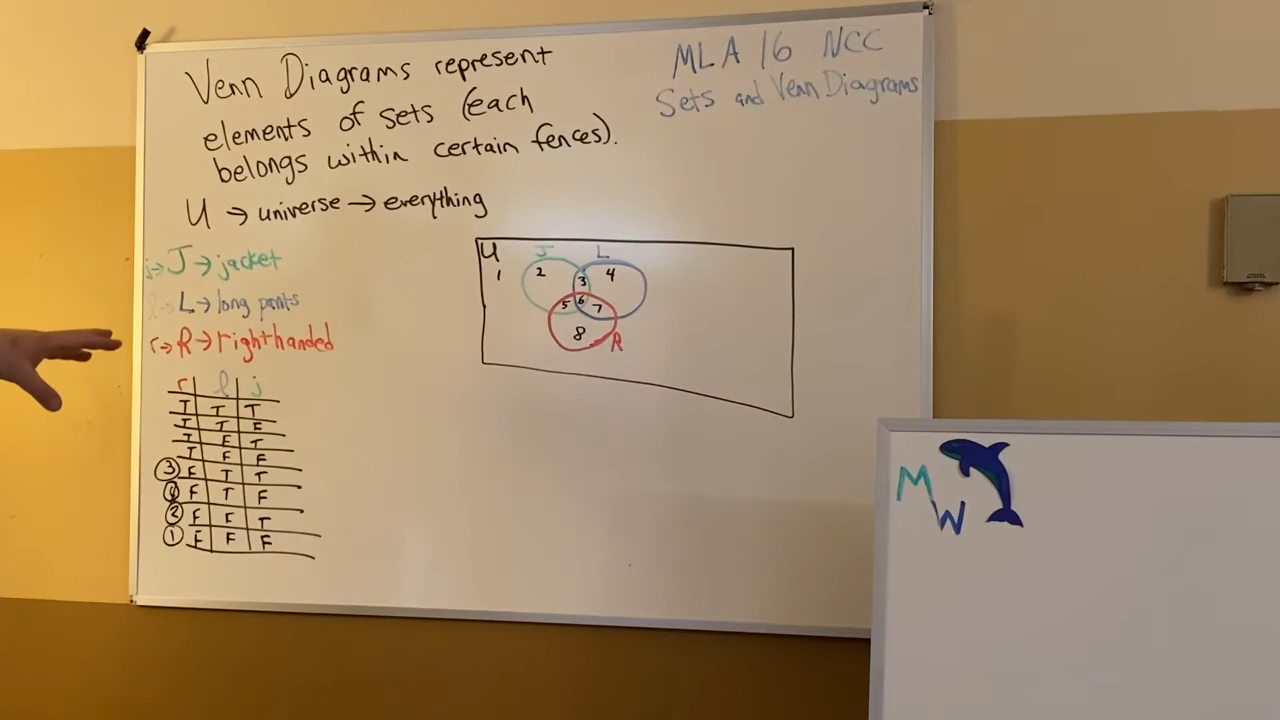 Venn Diagrams represent
elements of sets (each
belongs within certain fences).
U → universe → everything
j→ J → jacket
l→ L → long pants
r→ R → righthanded
r l j
T T T
T T F
T F T
T F F
③ F T T
④ F T F
② F F T
① F F F
MLA 16 NCC
Sets and Venn Diagrams
U J L
1 2 3 4
5 6 7
8 R
M
W